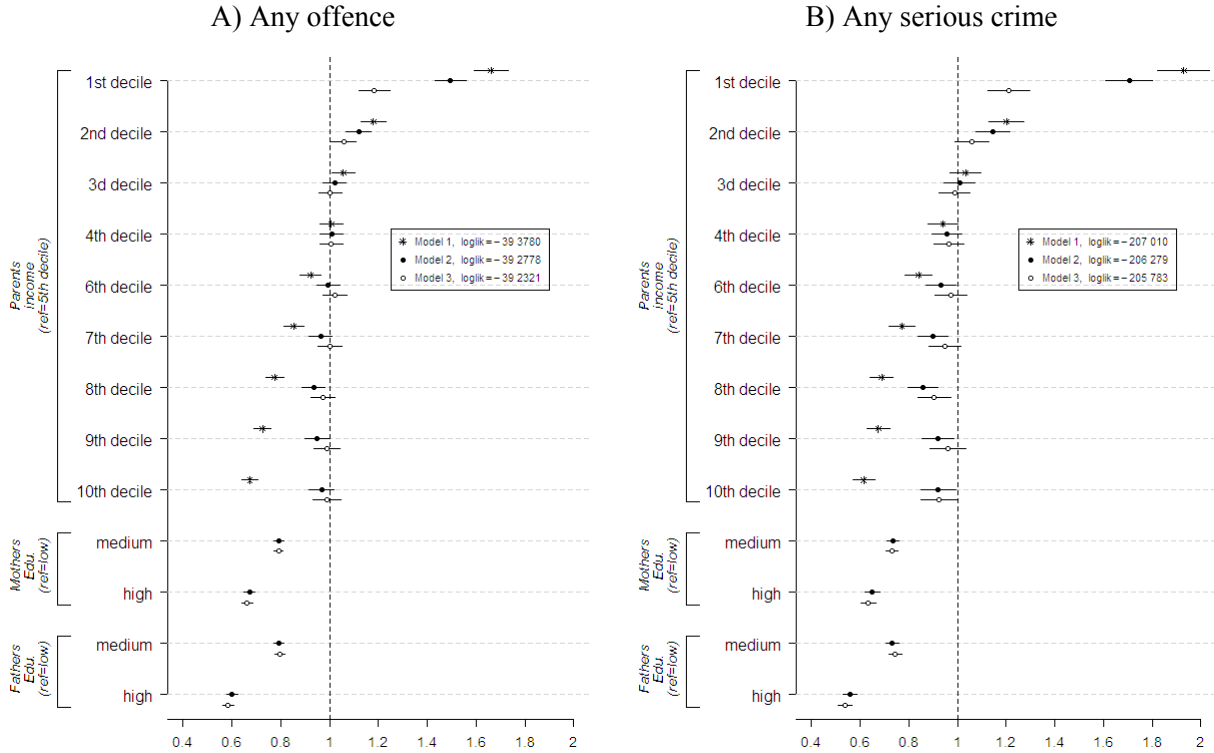 A) Any offence
1st decile
2nd decile
3d decile
4th decile
6th decile
7th decile
8th decile
9th decile
10th decile
medium
high
medium
high
Parents
income
(ref=5th decile)
Mothers
Edu.
(ref=low)
Fathers
Edu.
(ref=low)
Model 1, loglik = − 39 3780
Model 2, loglik = − 39 2778
Model 3, loglik = − 39 2321
0.4 0.6 0.8 1 1.2 1.4 1.6 1.8 2
B) Any serious crime
1st decile
2nd decile
3d decile
4th decile
6th decile
7th decile
8th decile
9th decile
10th decile
medium
high
medium
high
Parents
income
(ref=5th decile)
Mothers
Edu.
(ref=low)
Fathers
Edu.
(ref=low)
Model 1, loglik = − 207 010
Model 2, loglik = − 206 279
Model 3, loglik = − 205 783
0.4 0.6 0.8 1 1.2 1.4 1.6 1.8 2